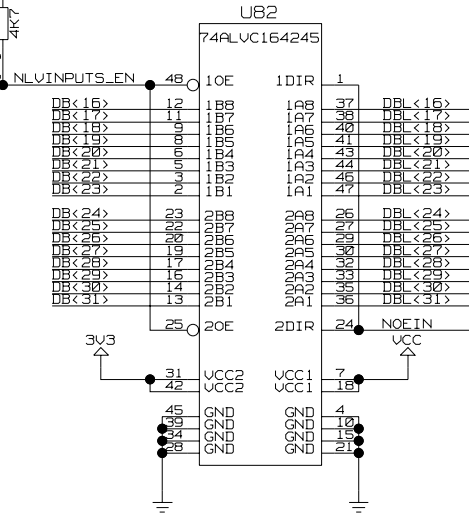 U82
4K7
74ALVC164245
NLVINPUTS_EN 48 1OE 1DIR 1
DB<16> 12 1B8 1A8 37 DBL<16>
DB<17> 11 1B7 1A7 38 DBL<17>
DB<18> 9 1B6 1A6 40 DBL<18>
DB<19> 8 1B5 1A5 41 DBL<19>
DB<20> 6 1B4 1A4 43 DBL<20>
DB<21> 5 1B3 1A3 44 DBL<21>
DB<22> 3 1B2 1A2 46 DBL<22>
DB<23> 2 1B1 1A1 47 DBL<23>
DB<24> 23 2B8 2A8 26 DBL<24>
DB<25> 22 2B7 2A7 27 DBL<25>
DB<26> 20 2B6 2A6 29 DBL<26>
DB<27> 19 2B5 2A5 30 DBL<27>
DB<28> 17 2B4 2A4 32 DBL<28>
DB<29> 16 2B3 2A3 33 DBL<29>
DB<30> 14 2B2 2A2 35 DBL<30>
DB<31> 13 2B1 2A1 36 DBL<31>
25 2OE 2DIR 24 NOEIN
3V3 VCC
31 VCC2 VCC1 7
42 VCC2 VCC1 18
45 GND GND 4
39 GND GND 10
34 GND GND 15
28 GND GND 21